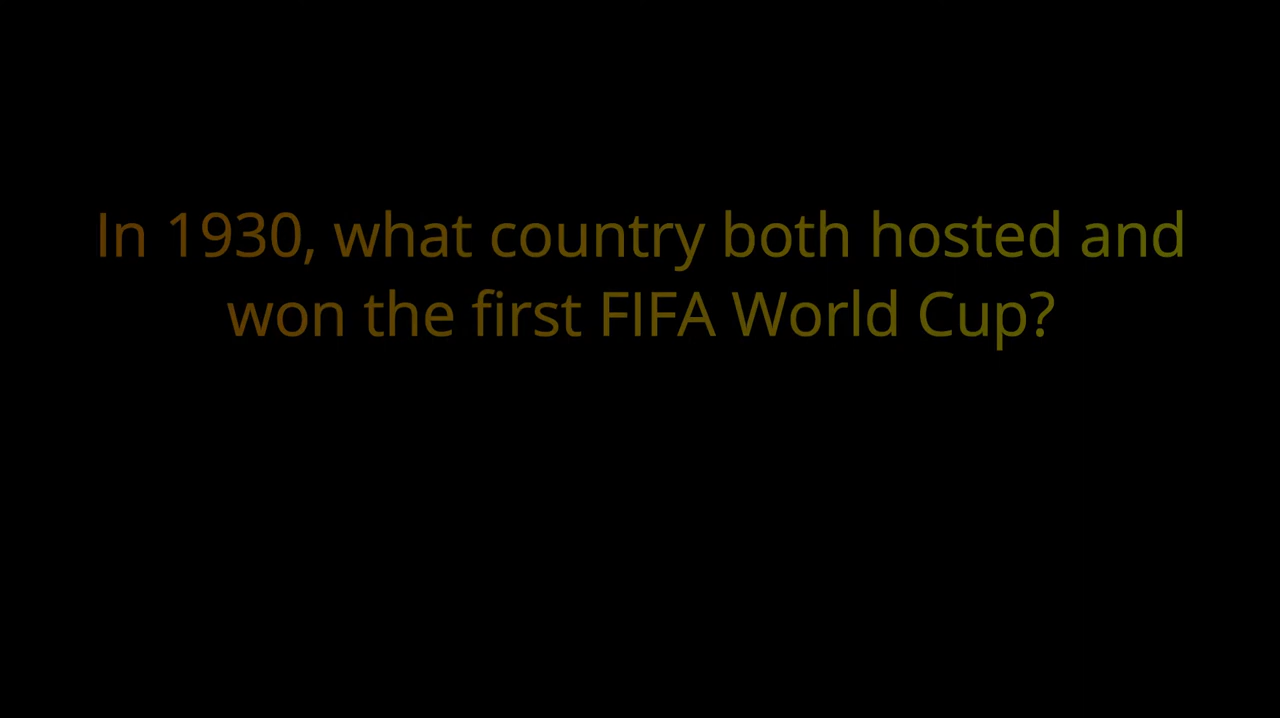 In 1930, what country both hosted and
won the first FIFA World Cup?